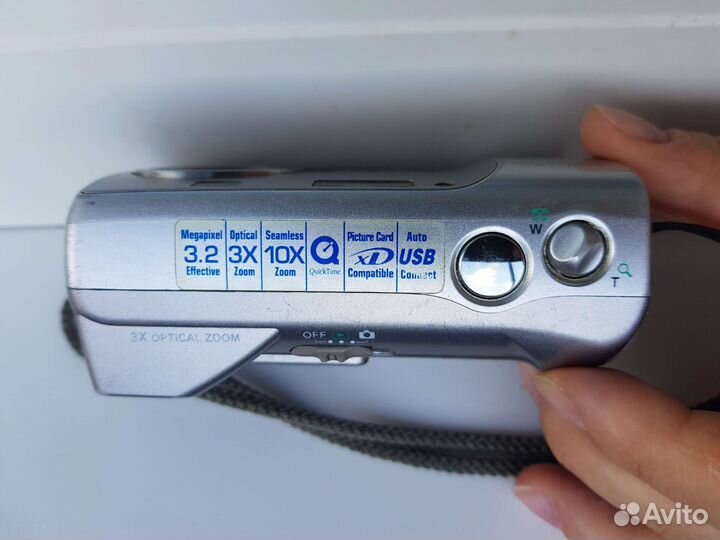 Megapixel
3.2
Effective
Optical
3X
Zoom
Seamless
10X
Zoom
QuickTime
Picture Card
xD
Compatible
Auto
USB
Connect
W
T
3X OPTICAL ZOOM
OFF
Avito